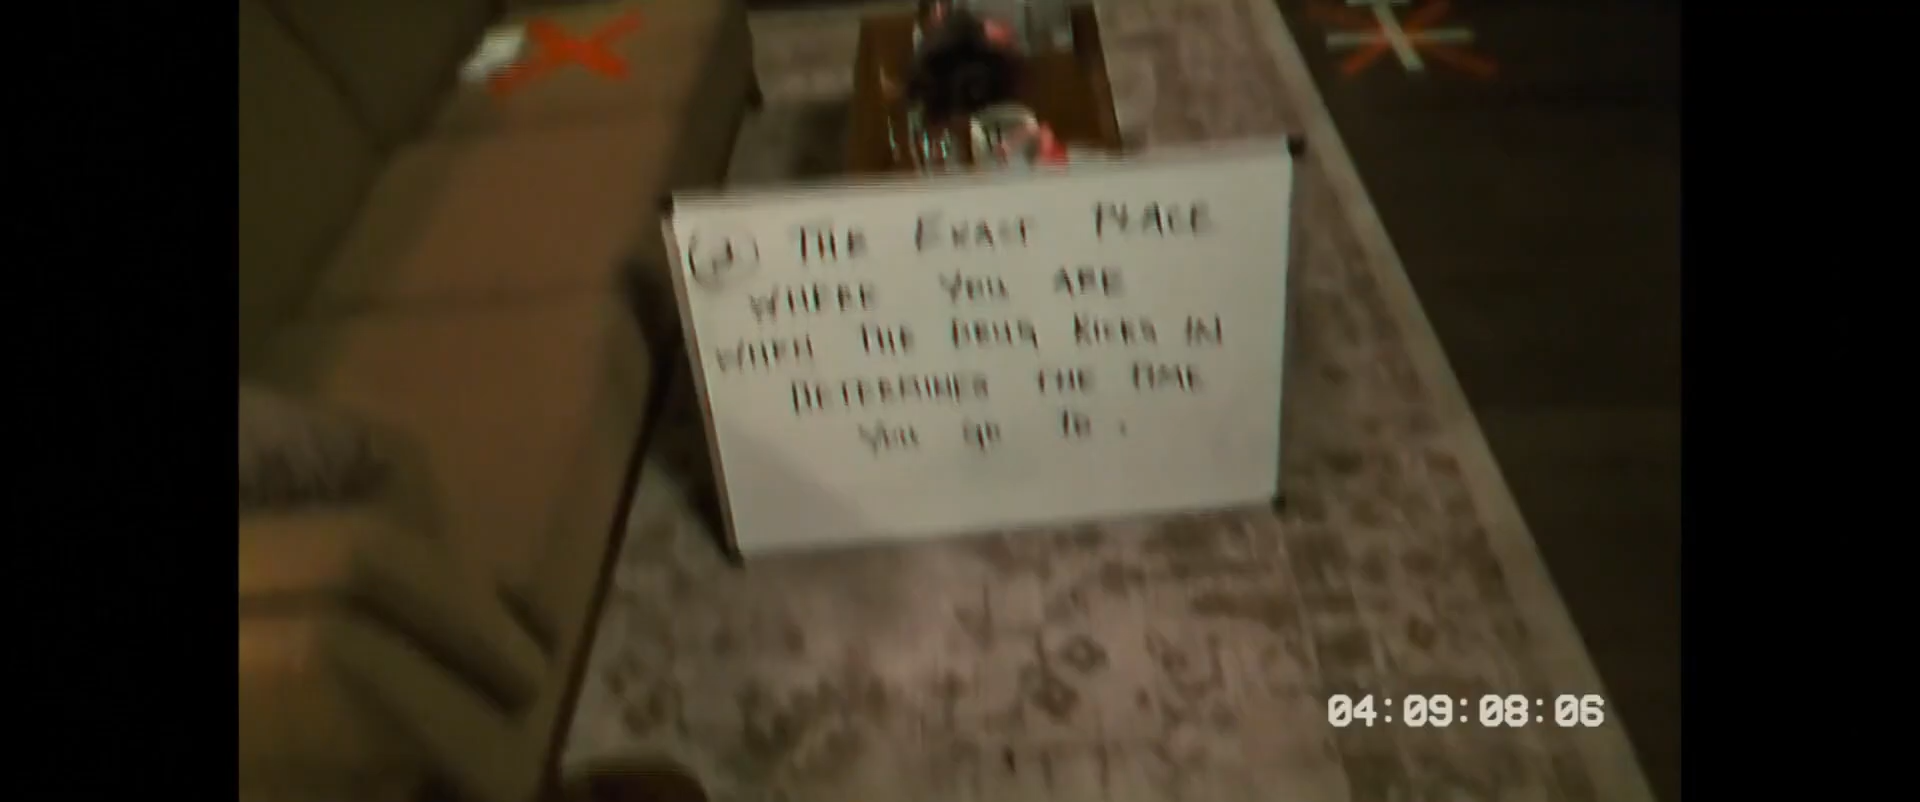 (2) THE EXACT PLACE
WHERE YOU ARE
WHEN THE DRUG KICKS IN
DETERMINES THE TIME
YOU GO TO.
04:09:08:06